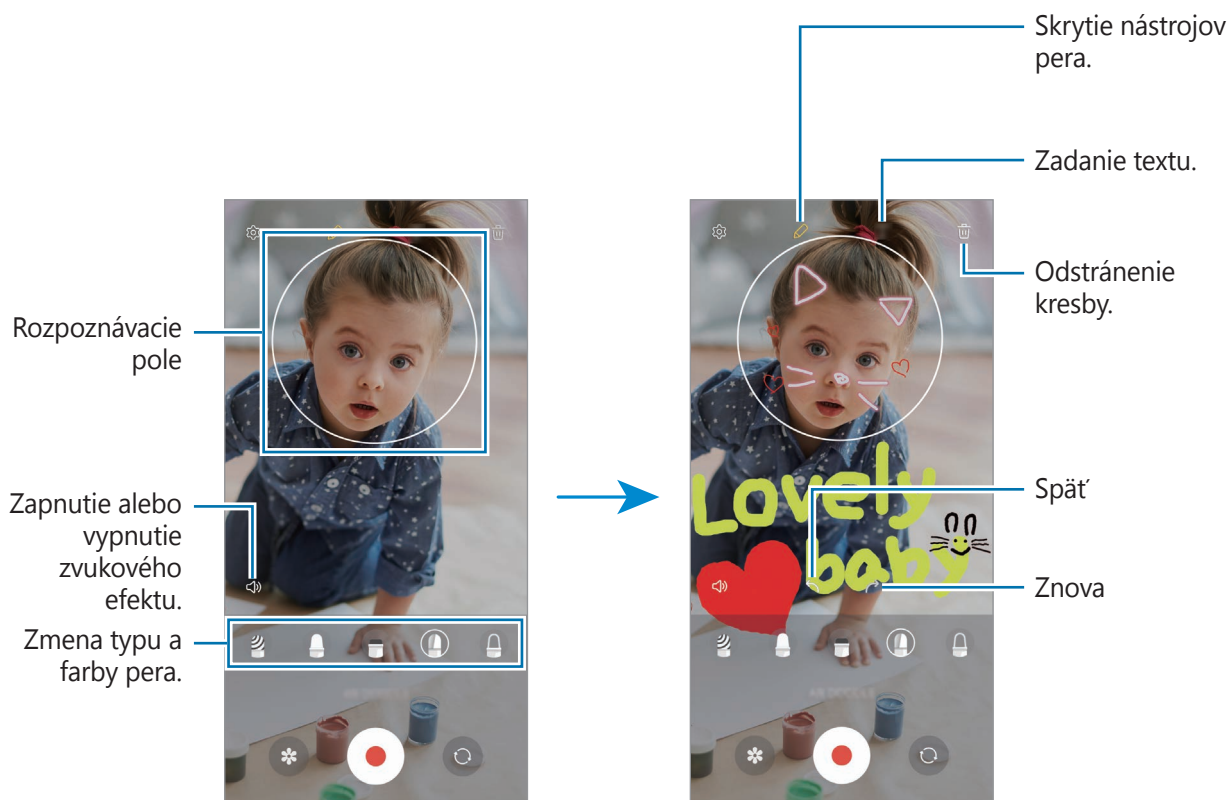 Skrytie nástrojov
pera.
Zadanie textu.
Odstránenie
kresby.
Rozpoznávacie
pole
Zapnutie alebo
vypnutie
zvukového
efektu.
Zmena typu a
farby pera.
Lovely
baby
Späť
Znova